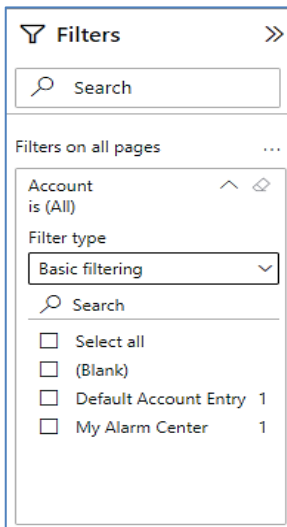 Filters
Search
Filters on all pages ...
Account
is (All)
Filter type
Basic filtering
Search
Select all
(Blank)
Default Account Entry 1
My Alarm Center 1